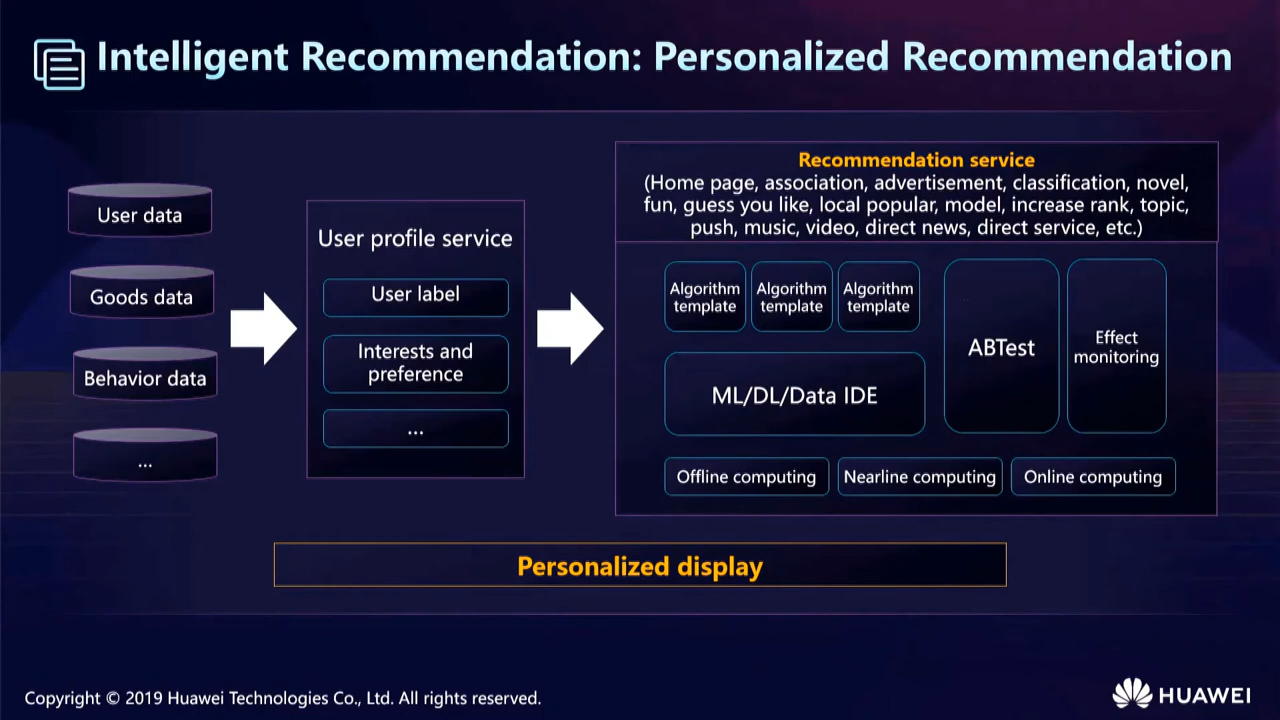 Intelligent Recommendation: Personalized Recommendation
User data
Goods data
Behavior data
...
User profile service
User label
Interests and
preference
...
Recommendation service
(Home page, association, advertisement, classification, novel,
fun, guess you like, local popular, model, increase rank, topic,
push, music, video, direct news, direct service, etc.)
Algorithm
template
Algorithm
template
Algorithm
template
ML/DL/Data IDE
ABTest
Effect
monitoring
Offline computing
Nearline computing
Online computing
Personalized display
Copyright © 2019 Huawei Technologies Co., Ltd. All rights reserved.
HUAWEI